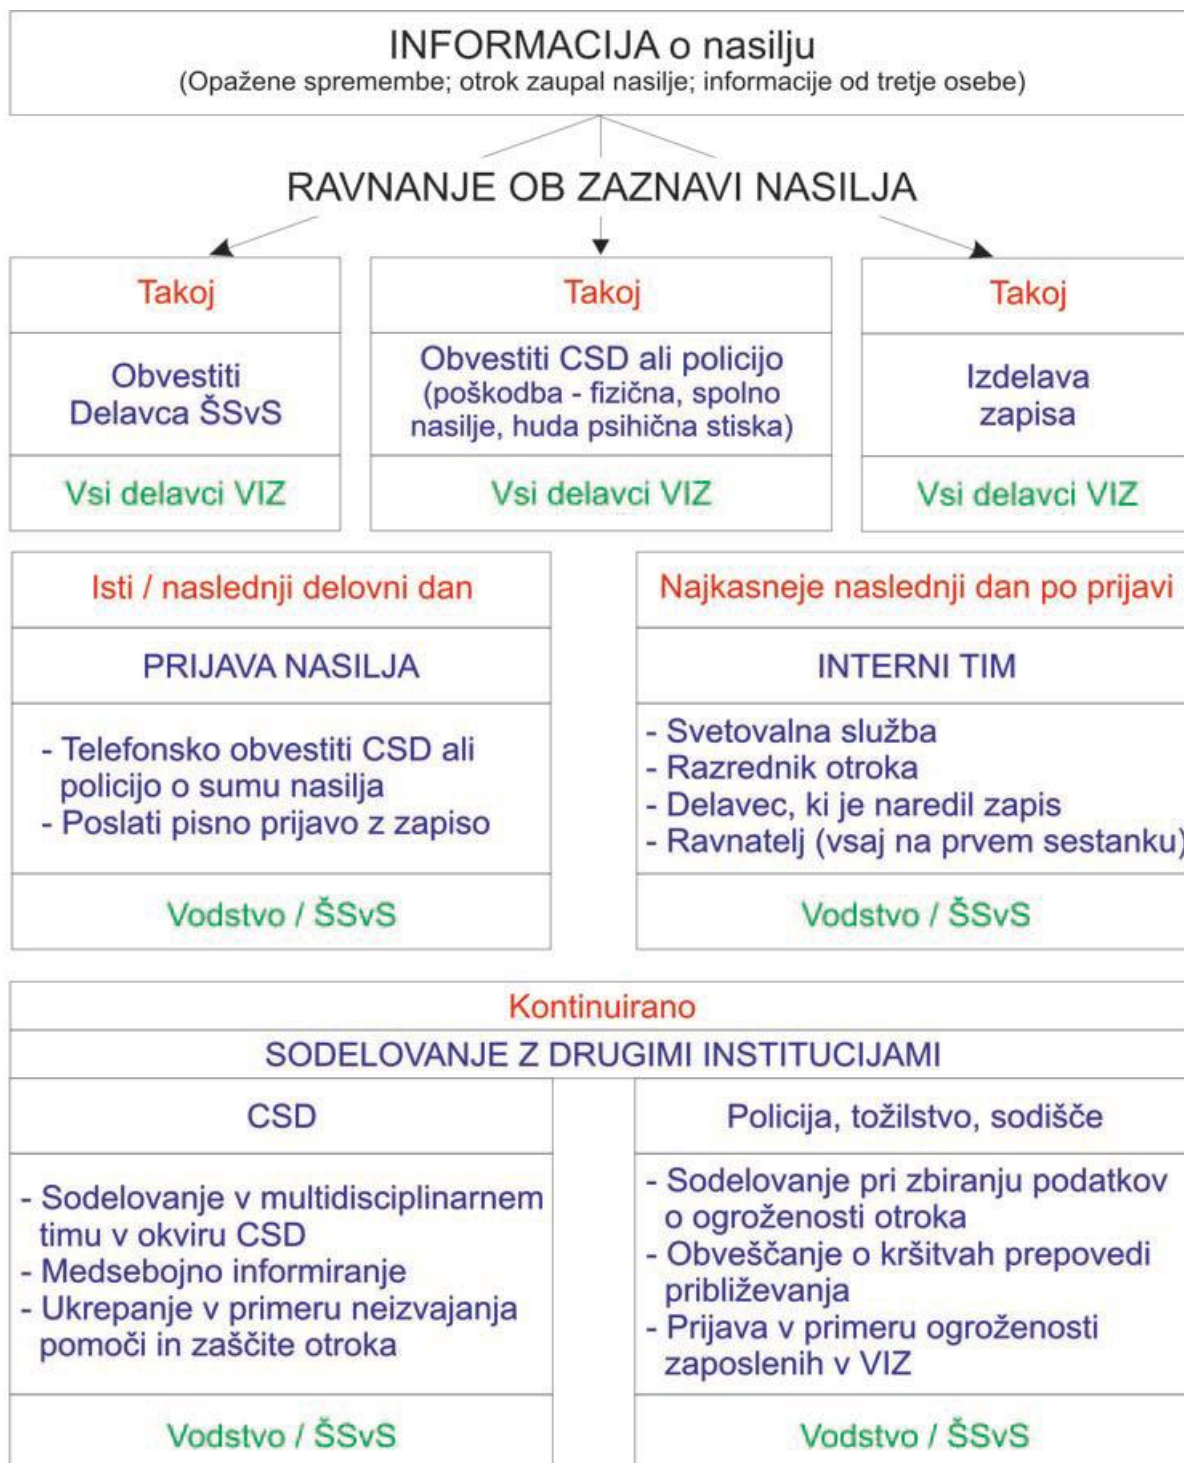 INFORMACIJA o nasilju
(Opažene spremembe; otrok zaupal nasilje; informacije od tretje osebe)
RAVNANJE OB ZAZNAVI NASILJA
Takoj
Obvestiti
Delavca ŠSvS
Vsi delavci VIZ
Takoj
Obvestiti CSD ali policijo
(poškodba - fizična, spolno
nasilje, huda psihična stiska)
Vsi delavci VIZ
Takoj
Izdelava
zapisa
Vsi delavci VIZ
Isti / naslednji delovni dan
PRIJAVA NASILJA
- Telefonsko obvestiti CSD ali
policijo o sumu nasilja
- Poslati pisno prijavo z zapiso
Vodstvo / ŠSvS
Najkasneje naslednji dan po prijavi
INTERNI TIM
- Svetovalna služba
- Razrednik otroka
- Delavec, ki je naredil zapis
- Ravnatelj (vsaj na prvem sestanku)
Vodstvo / ŠSvS
Kontinuirano
SODELOVANJE Z DRUGIMI INSTITUCIJAMI
CSD
- Sodelovanje v multidisciplinarnem
timu v okviru CSD
- Medsebojno informiranje
- Ukrepanje v primeru neizvajanja
pomoči in zaščite otroka
Vodstvo / ŠSvS
Policija, tožilstvo, sodišče
- Sodelovanje pri zbiranju podatkov
o ogroženosti otroka
- Obveščanje o kršitvah prepovedi
približevanja
- Prijava v primeru ogroženosti
zaposlenih v VIZ
Vodstvo / ŠSvS